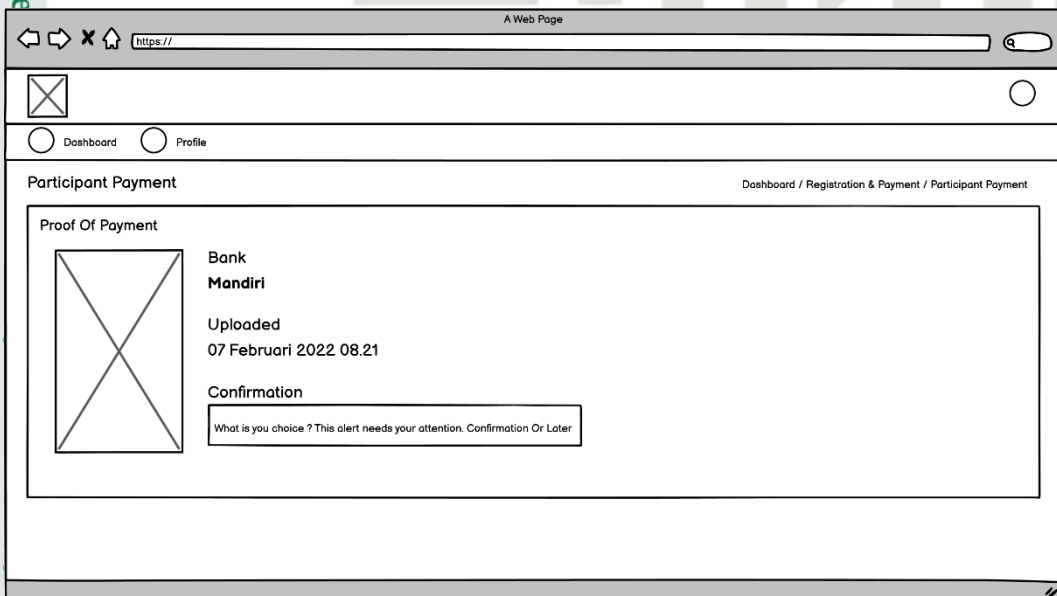 A Web Page
https://
Dashboard Profile
Participant Payment
Dashboard / Registration & Payment / Participant Payment
Proof Of Payment
Bank
Mandiri
Uploaded
07 Februari 2022 08.21
Confirmation
What is you choice ? This alert needs your attention. Confirmation Or Later